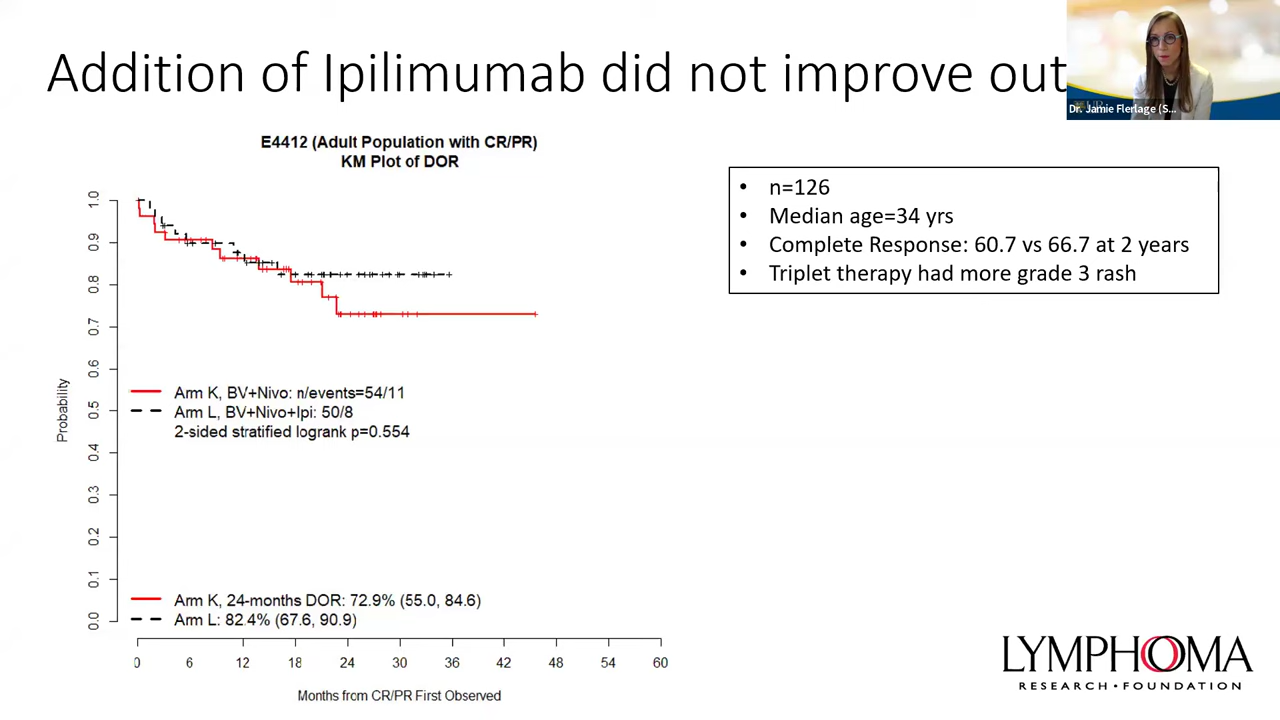 Addition of Ipilimumab did not improve out
Dr. Jamie Flerlage (S...
E4412 (Adult Population with CR/PR)
KM Plot of DOR
• n=126
• Median age=34 yrs
• Complete Response: 60.7 vs 66.7 at 2 years
• Triplet therapy had more grade 3 rash
Probability
1.0
0.9
0.8
0.7
0.6
0.5
0.4
0.3
0.2
0.1
0.0
Arm K, BV+Nivo: n/events=54/11
Arm L, BV+Nivo+Ipi: 50/8
2-sided stratified logrank p=0.554
Arm K, 24-months DOR: 72.9% (55.0, 84.6)
Arm L: 82.4% (67.6, 90.9)
0 6 12 18 24 30 36 42 48 54 60
Months from CR/PR First Observed
LYMPHOMA
RESEARCH • FOUNDATION